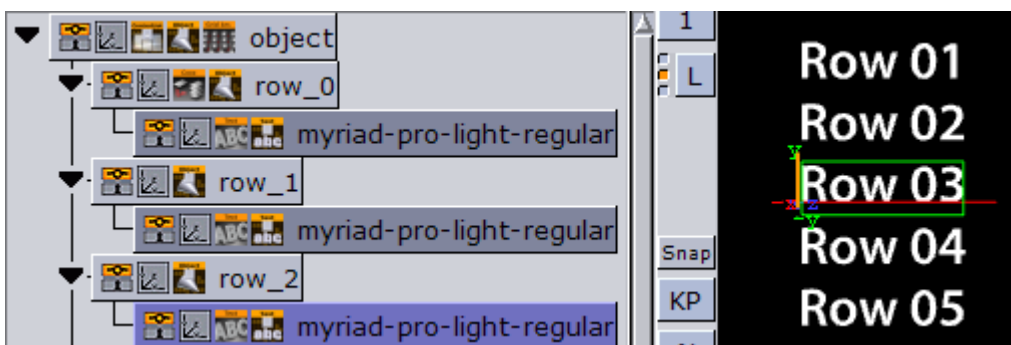 object
row_0
myriad-pro-light-regular
row_1
myriad-pro-light-regular
row_2
myriad-pro-light-regular
1
L
Snap
KP
Row 01
Row 02
Row 03
Row 04
Row 05
Y
X Z
Y